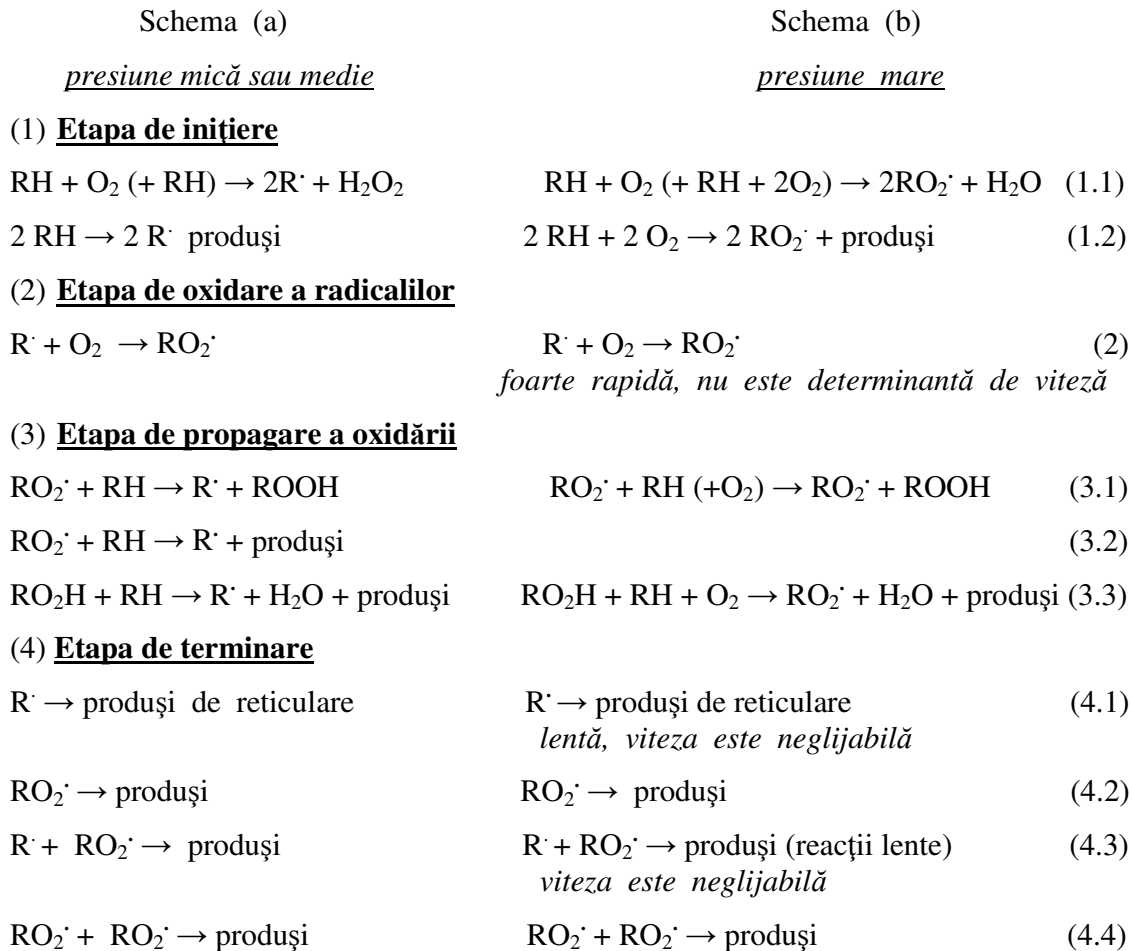 Schema (a) Schema (b)
presiune mică sau medie presiune mare
(1) Etapa de iniţiere
RH + O₂ (+ RH) → 2R· + H₂O₂ RH + O₂ (+ RH + 2O₂) → 2RO₂· + H₂O (1.1)
2 RH → 2 R· produşi 2 RH + 2 O₂ → 2 RO₂· + produşi (1.2)
(2) Etapa de oxidare a radicalilor
R· + O₂ → RO₂· R· + O₂ → RO₂· (2)
foarte rapidă, nu este determinantă de viteză
(3) Etapa de propagare a oxidării
RO₂· + RH → R· + ROOH RO₂· + RH (+O₂) → RO₂· + ROOH (3.1)
RO₂· + RH → R· + produşi (3.2)
RO₂H + RH → R· + H₂O + produşi RO₂H + RH + O₂ → RO₂· + H₂O + produşi (3.3)
(4) Etapa de terminare
R· → produşi de reticulare R· → produşi de reticulare (4.1)
lentă, viteza este neglijabilă
RO₂· → produşi RO₂· → produşi (4.2)
R· + RO₂· → produşi R· + RO₂· → produşi (reacţii lente) (4.3)
viteza este neglijabilă
RO₂· + RO₂· → produşi RO₂· + RO₂· → produşi (4.4)